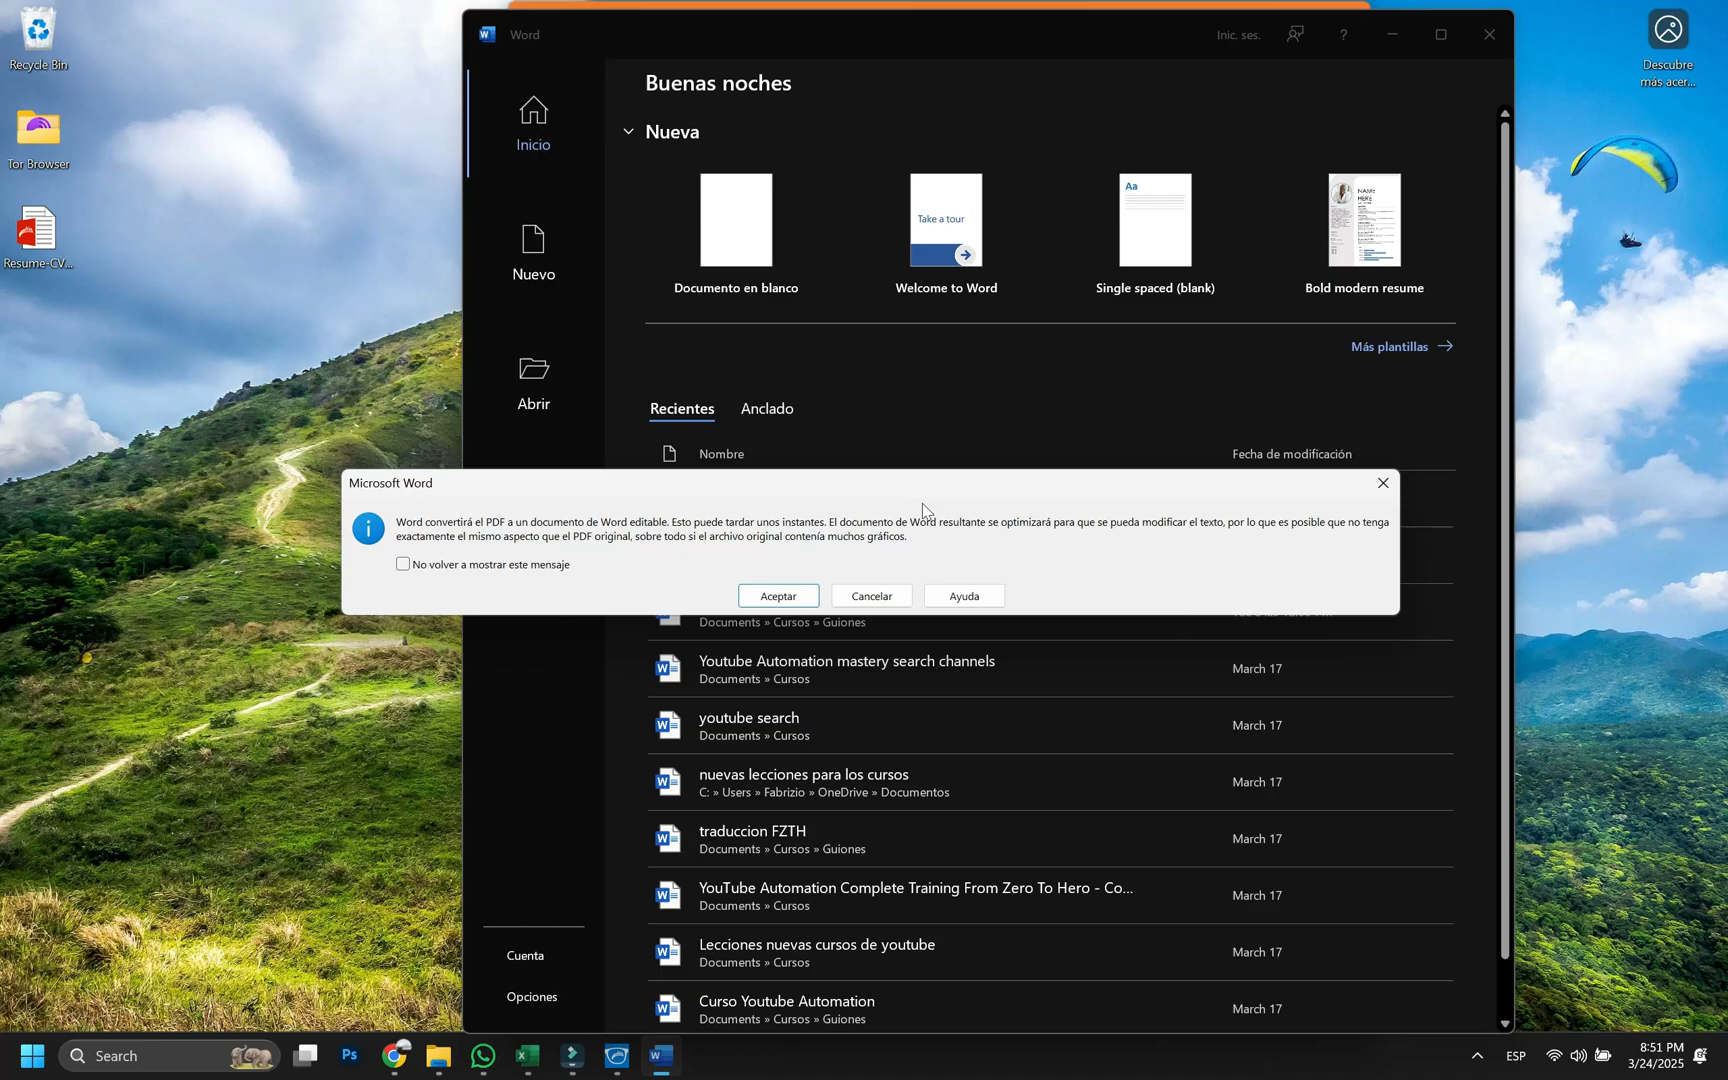 Recycle Bin
Tor Browser
Resume-CV...
Descubre
más acer...
Word
Inic. ses.
?
Buenas noches
Inicio
Nueva
Take a tour
Aa
NAME
HERE
Nuevo
Documento en blanco
Welcome to Word
Single spaced (blank)
Bold modern resume
Más plantillas
Abrir
Recientes
Anclado
Nombre
Fecha de modificación
Microsoft Word
Word convertirá el PDF a un documento de Word editable. Esto puede tardar unos instantes. El documento de Word resultante se optimizará para que se pueda modificar el texto, por lo que es posible que no tenga
exactamente el mismo aspecto que el PDF original, sobre todo si el archivo original contenía muchos gráficos.
No volver a mostrar este mensaje
Aceptar
Cancelar
Ayuda
Documents » Cursos » Guiones
Youtube Automation mastery search channels
Documents » Cursos
March 17
youtube search
Documents » Cursos
March 17
nuevas lecciones para los cursos
C: » Users » Fabrizio » OneDrive » Documentos
March 17
traduccion FZTH
Documents » Cursos » Guiones
March 17
YouTube Automation Complete Training From Zero To Hero - Co...
Documents » Cursos
March 17
Lecciones nuevas cursos de youtube
Documents » Cursos
March 17
Curso Youtube Automation
Documents » Cursos » Guiones
March 17
Cuenta
Opciones
Search
Ps
ESP
8:51 PM
3/24/2025